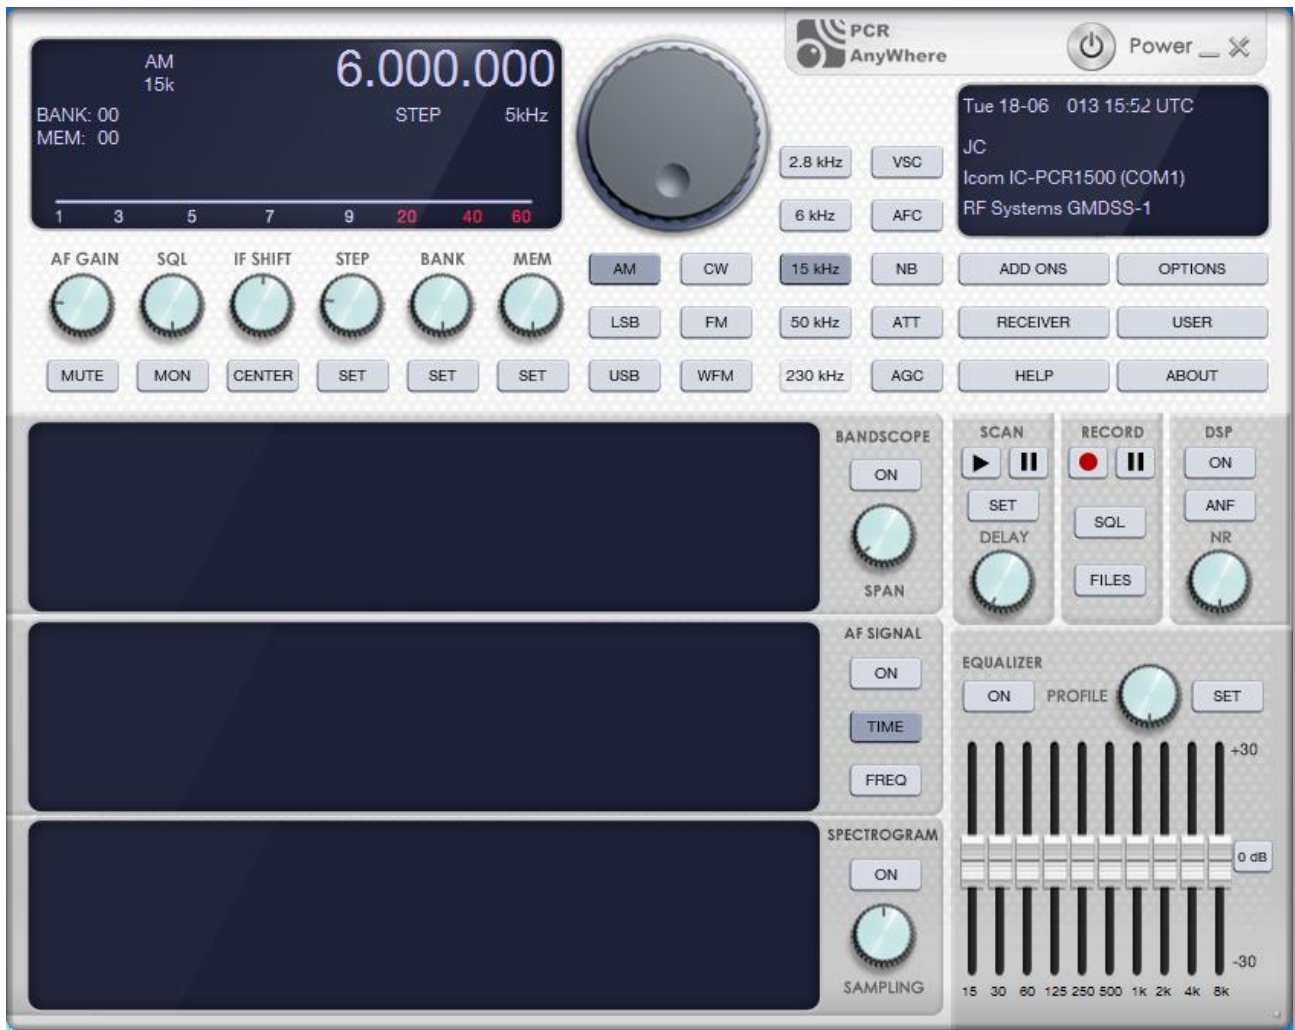 PCR
AnyWhere
Power
AM
15k
6.000.000
BANK: 00
MEM: 00
STEP 5kHz
1 3 5 7 9 20 40 60
Tue 18-06 013 15:52 UTC
JC
Icom IC-PCR1500 (COM1)
RF Systems GMDSS-1
2.8 kHz VSC
6 kHz AFC
AF GAIN SQL IF SHIFT STEP BANK MEM
AM CW 15 kHz NB ADD ONS OPTIONS
LSB FM 50 kHz ATT RECEIVER USER
MUTE MON CENTER SET SET SET USB WFM 230 kHz AGC HELP ABOUT
BANDSCOPE
ON
SPAN
SCAN
SET
DELAY
RECORD
SQL
FILES
DSP
ON
ANF
NR
AF SIGNAL
ON
TIME
FREQ
EQUALIZER
ON PROFILE SET
+30
0 dB
-30
15 30 60 125 250 500 1k 2k 4k 8k
SPECTROGRAM
ON
SAMPLING